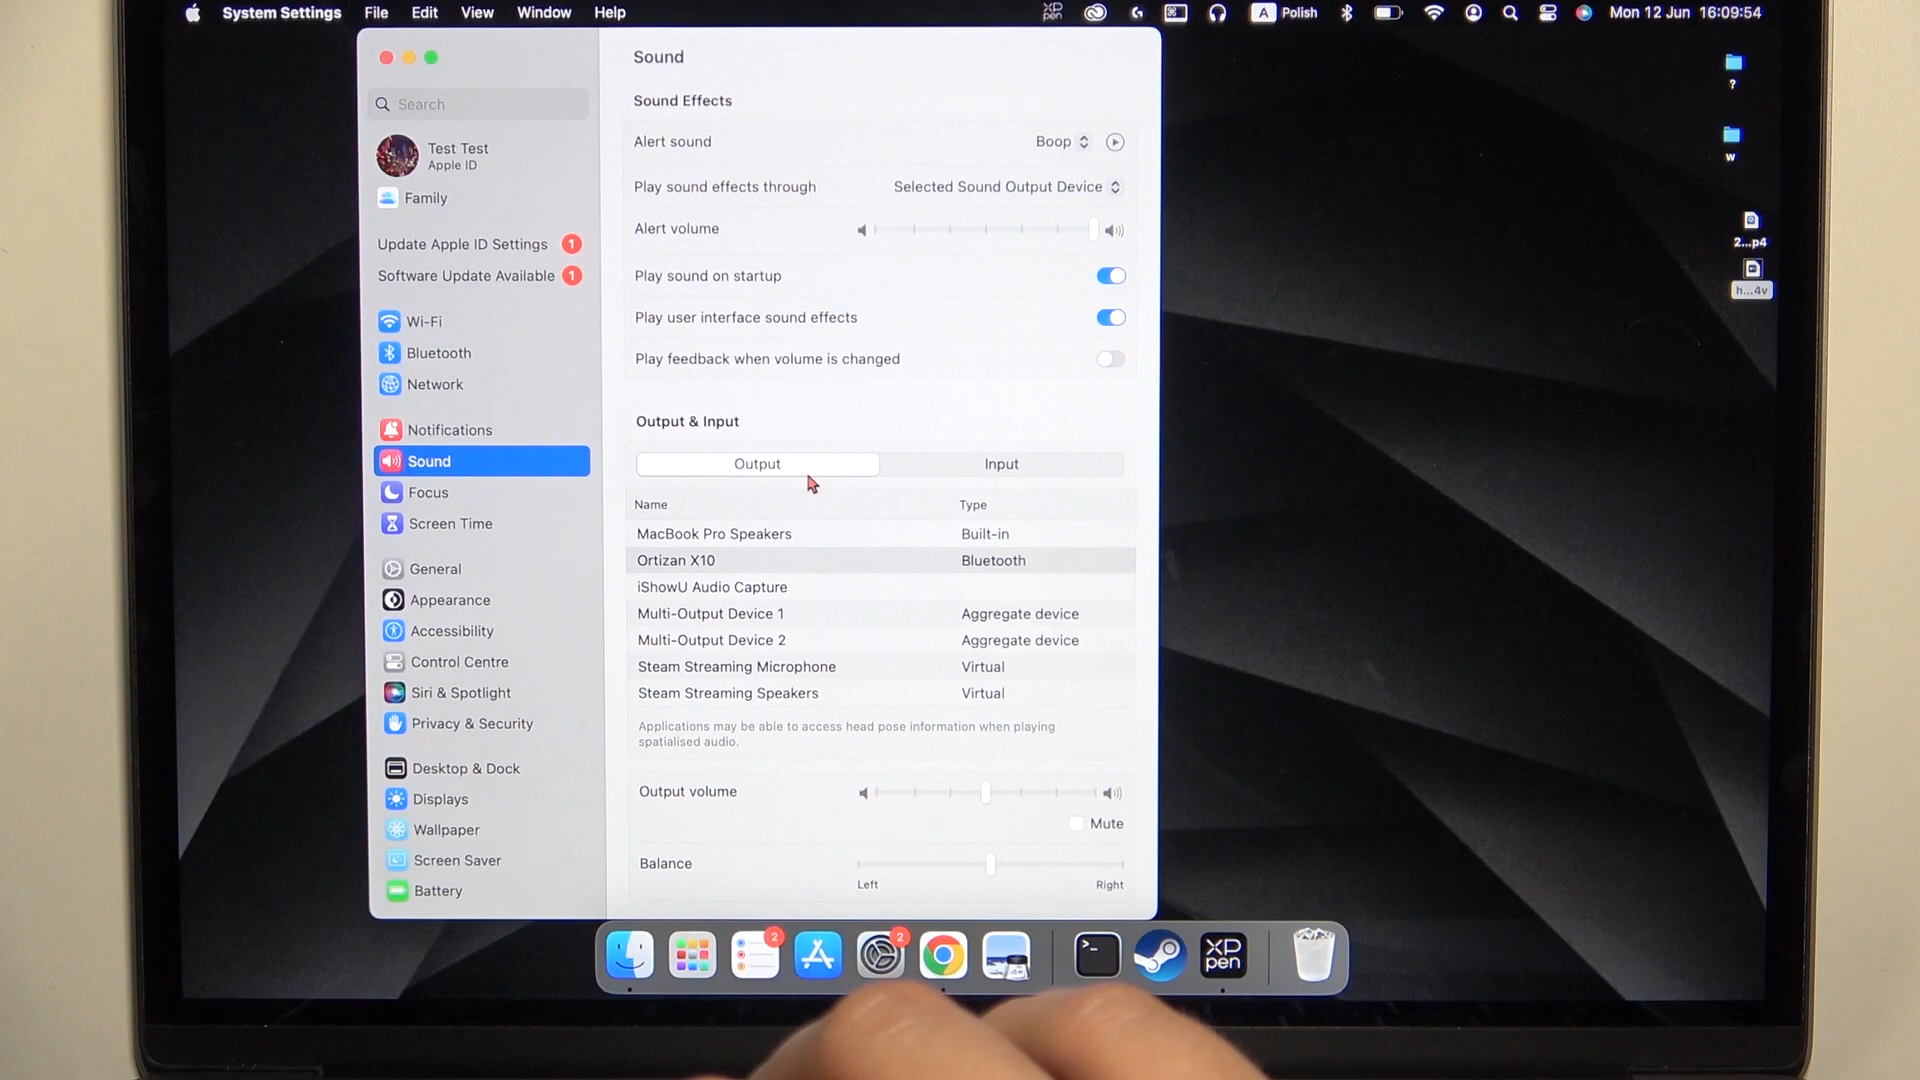 System Settings File Edit View Window Help
XP pen
A Polish
Mon 12 Jun 16:09:54
Search
Test Test
Apple ID
Family
Update Apple ID Settings 1
Software Update Available 1
Wi-Fi
Bluetooth
Network
Notifications
Sound
Focus
Screen Time
General
Appearance
Accessibility
Control Centre
Siri & Spotlight
Privacy & Security
Desktop & Dock
Displays
Wallpaper
Screen Saver
Battery
Sound
Sound Effects
Alert sound Boop
Play sound effects through Selected Sound Output Device
Alert volume
Play sound on startup
Play user interface sound effects
Play feedback when volume is changed
Output & Input
Output Input
Name Type
MacBook Pro Speakers Built-in
Ortizan X10 Bluetooth
iShowU Audio Capture
Multi-Output Device 1 Aggregate device
Multi-Output Device 2 Aggregate device
Steam Streaming Microphone Virtual
Steam Streaming Speakers Virtual
Applications may be able to access head pose information when playing
spatialised audio.
Output volume
Mute
Balance
Left Right
?
w
2...p4
h...4v
2 2
>_
XP
pen